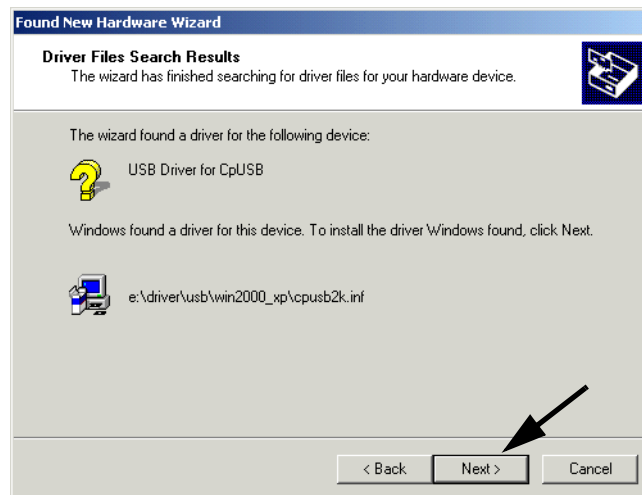 Found New Hardware Wizard
Driver Files Search Results
The wizard has finished searching for driver files for your hardware device.
The wizard found a driver for the following device:
USB Driver for CpUSB
Windows found a driver for this device. To install the driver Windows found, click Next.
e:\driver\usb\win2000_xp\cpusb2k.inf
< Back Next > Cancel